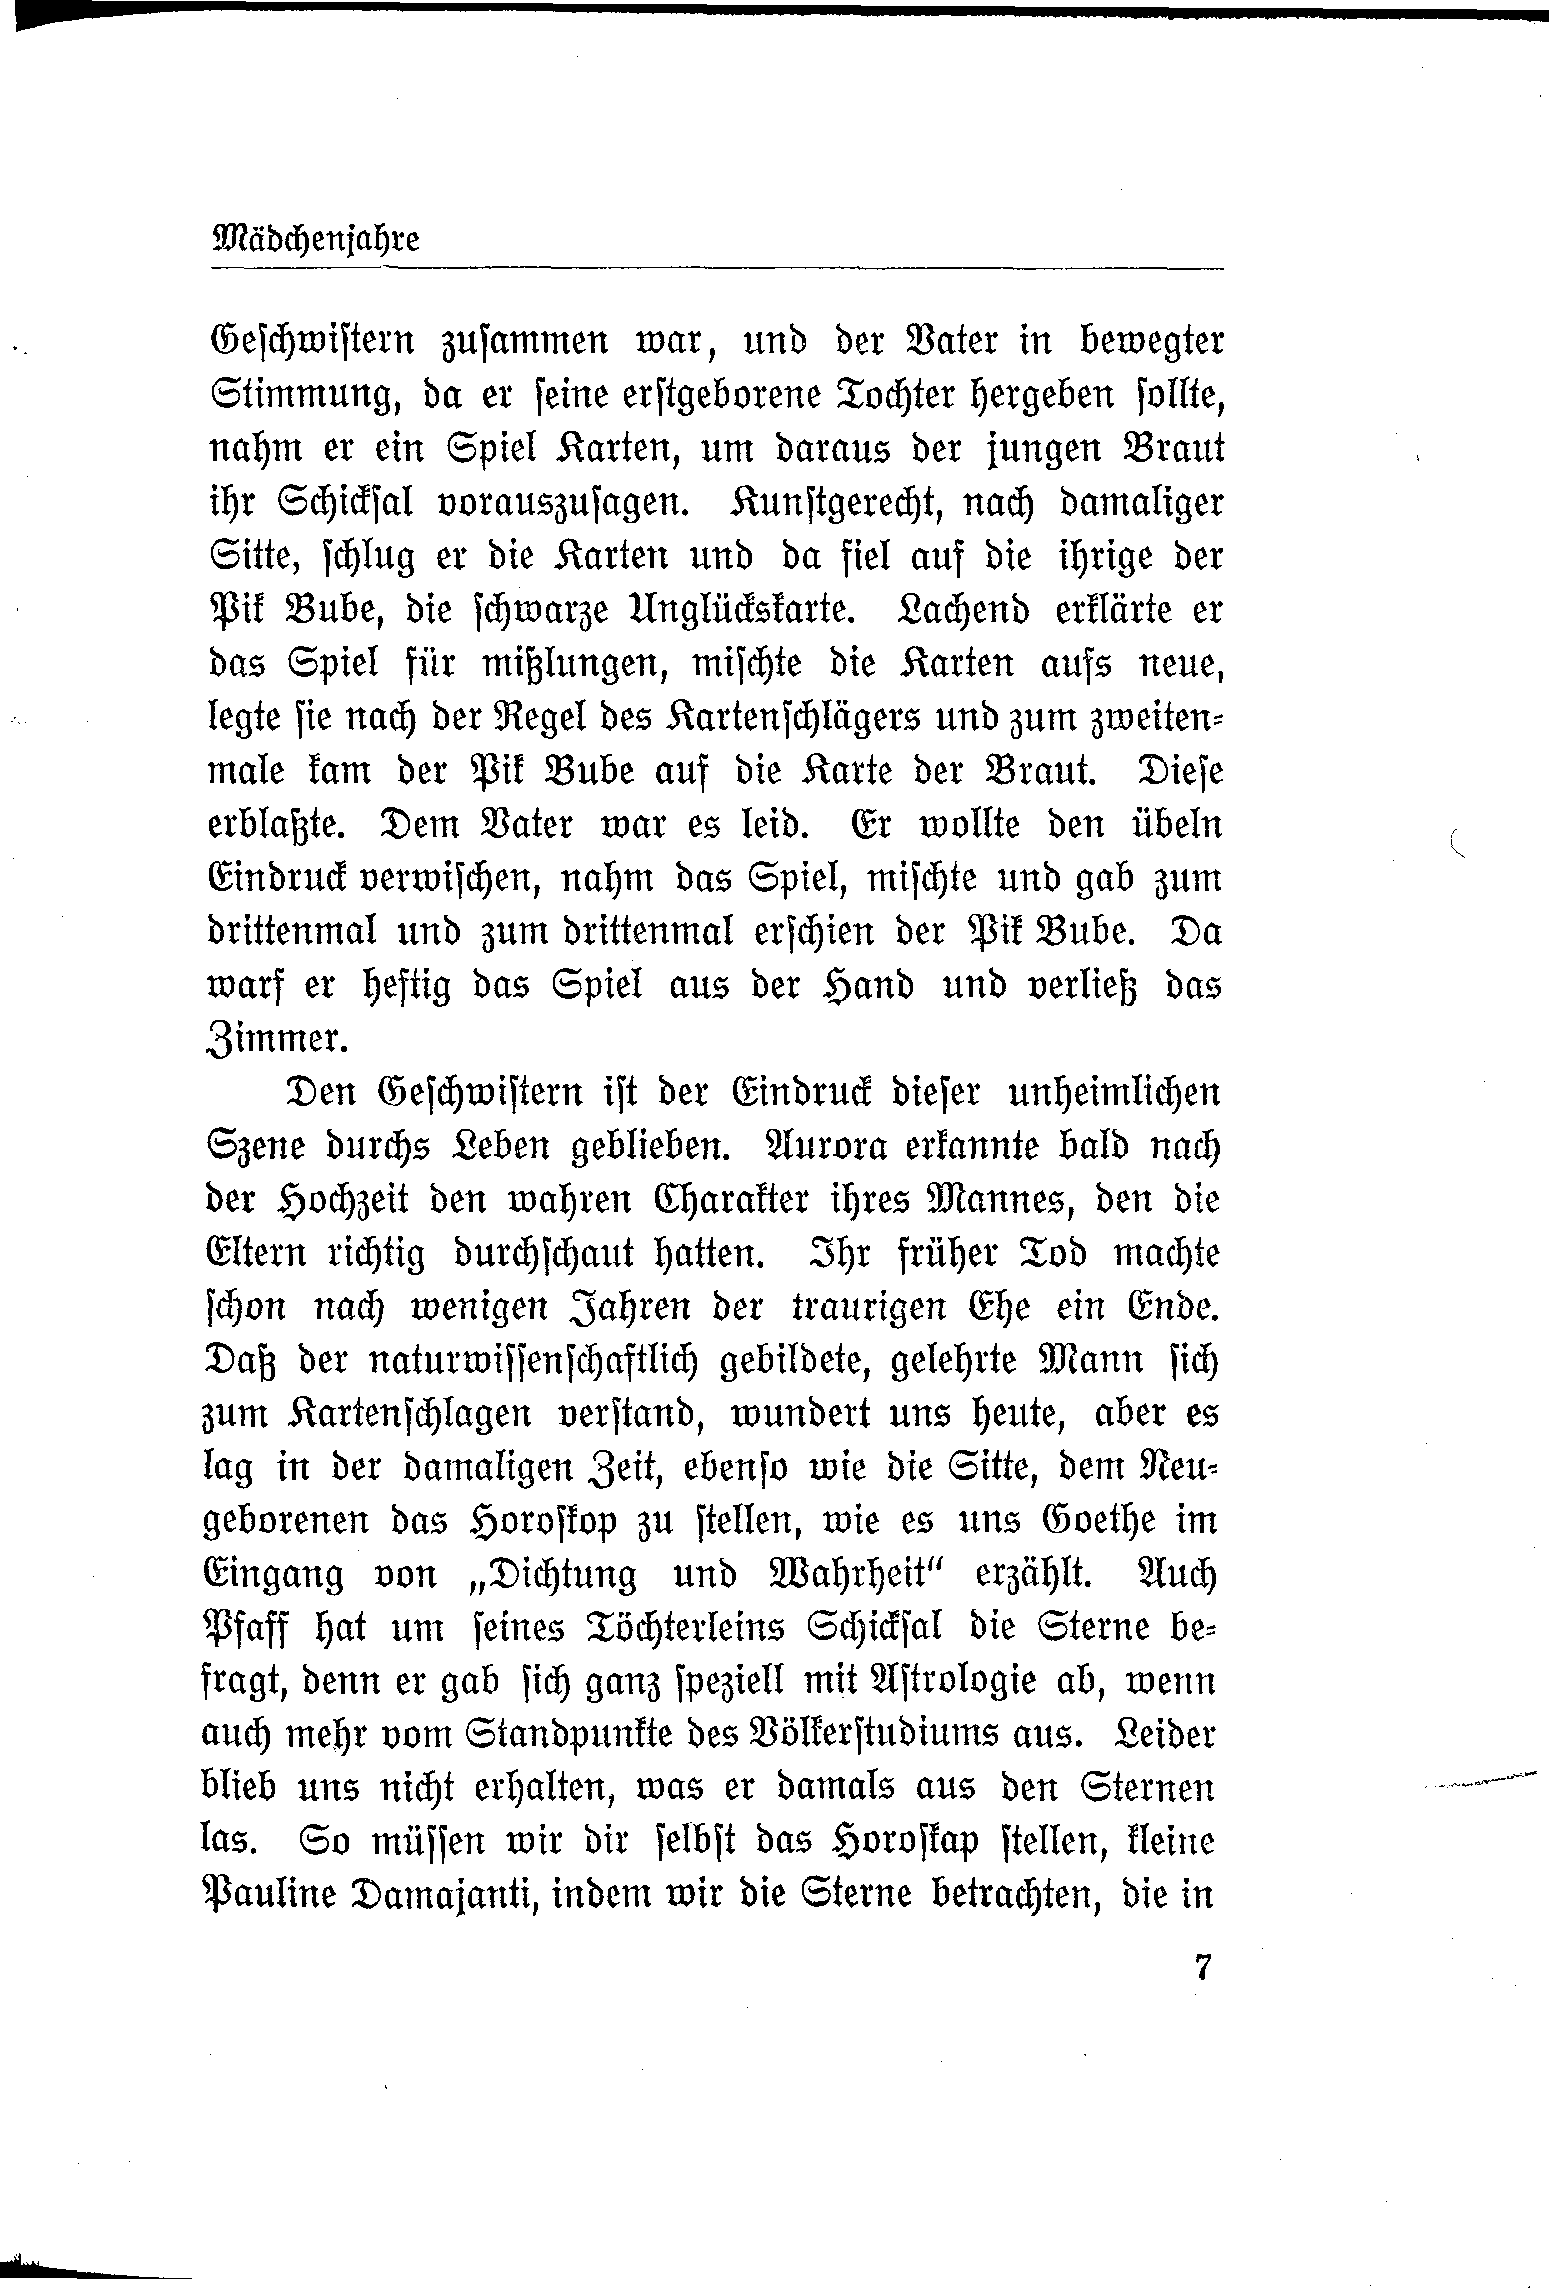 Mädchenjahre
Geschwistern zusammen war, und der Vater in bewegter
Stimmung, da er seine erstgeborene Tochter hergeben sollte,
nahm er ein Spiel Karten, um daraus der jungen Braut
ihr Schicksal vorauszusagen. Kunstgerecht, nach damaliger
Sitte, schlug er die Karten und da fiel auf die ihrige der
Pik Bube, die schwarze Unglückskarte. Lachend erklärte er
das Spiel für mißlungen, mischte die Karten aufs neue,
legte sie nach der Regel des Kartenschlägers und zum zweiten-
male kam der Pik Bube auf die Karte der Braut. Diese
erblaßte. Dem Vater war es leid. Er wollte den übeln
Eindruck verwischen, nahm das Spiel, mischte und gab zum
drittenmal und zum drittenmal erschien der Pik Bube. Da
warf er heftig das Spiel aus der Hand und verließ das
Zimmer.
Den Geschwistern ist der Eindruck dieser unheimlichen
Szene durchs Leben geblieben. Aurora erkannte bald nach
der Hochzeit den wahren Charakter ihres Mannes, den die
Eltern richtig durchschaut hatten. Ihr früher Tod machte
schon nach wenigen Jahren der traurigen Ehe ein Ende.
Daß der naturwissenschaftlich gebildete, gelehrte Mann sich
zum Kartenschlagen verstand, wundert uns heute, aber es
lag in der damaligen Zeit, ebenso wie die Sitte, dem Neu-
geborenen das Horoskop zu stellen, wie es uns Goethe im
Eingang von „Dichtung und Wahrheit“ erzählt. Auch
Pfaff hat um seines Töchterleins Schicksal die Sterne be-
fragt, denn er gab sich ganz speziell mit Astrologie ab, wenn
auch mehr vom Standpunkte des Völkerstudiums aus. Leider
blieb uns nicht erhalten, was er damals aus den Sternen
las. So müssen wir dir selbst das Horoskap stellen, kleine
Pauline Damajanti, indem wir die Sterne betrachten, die in
7